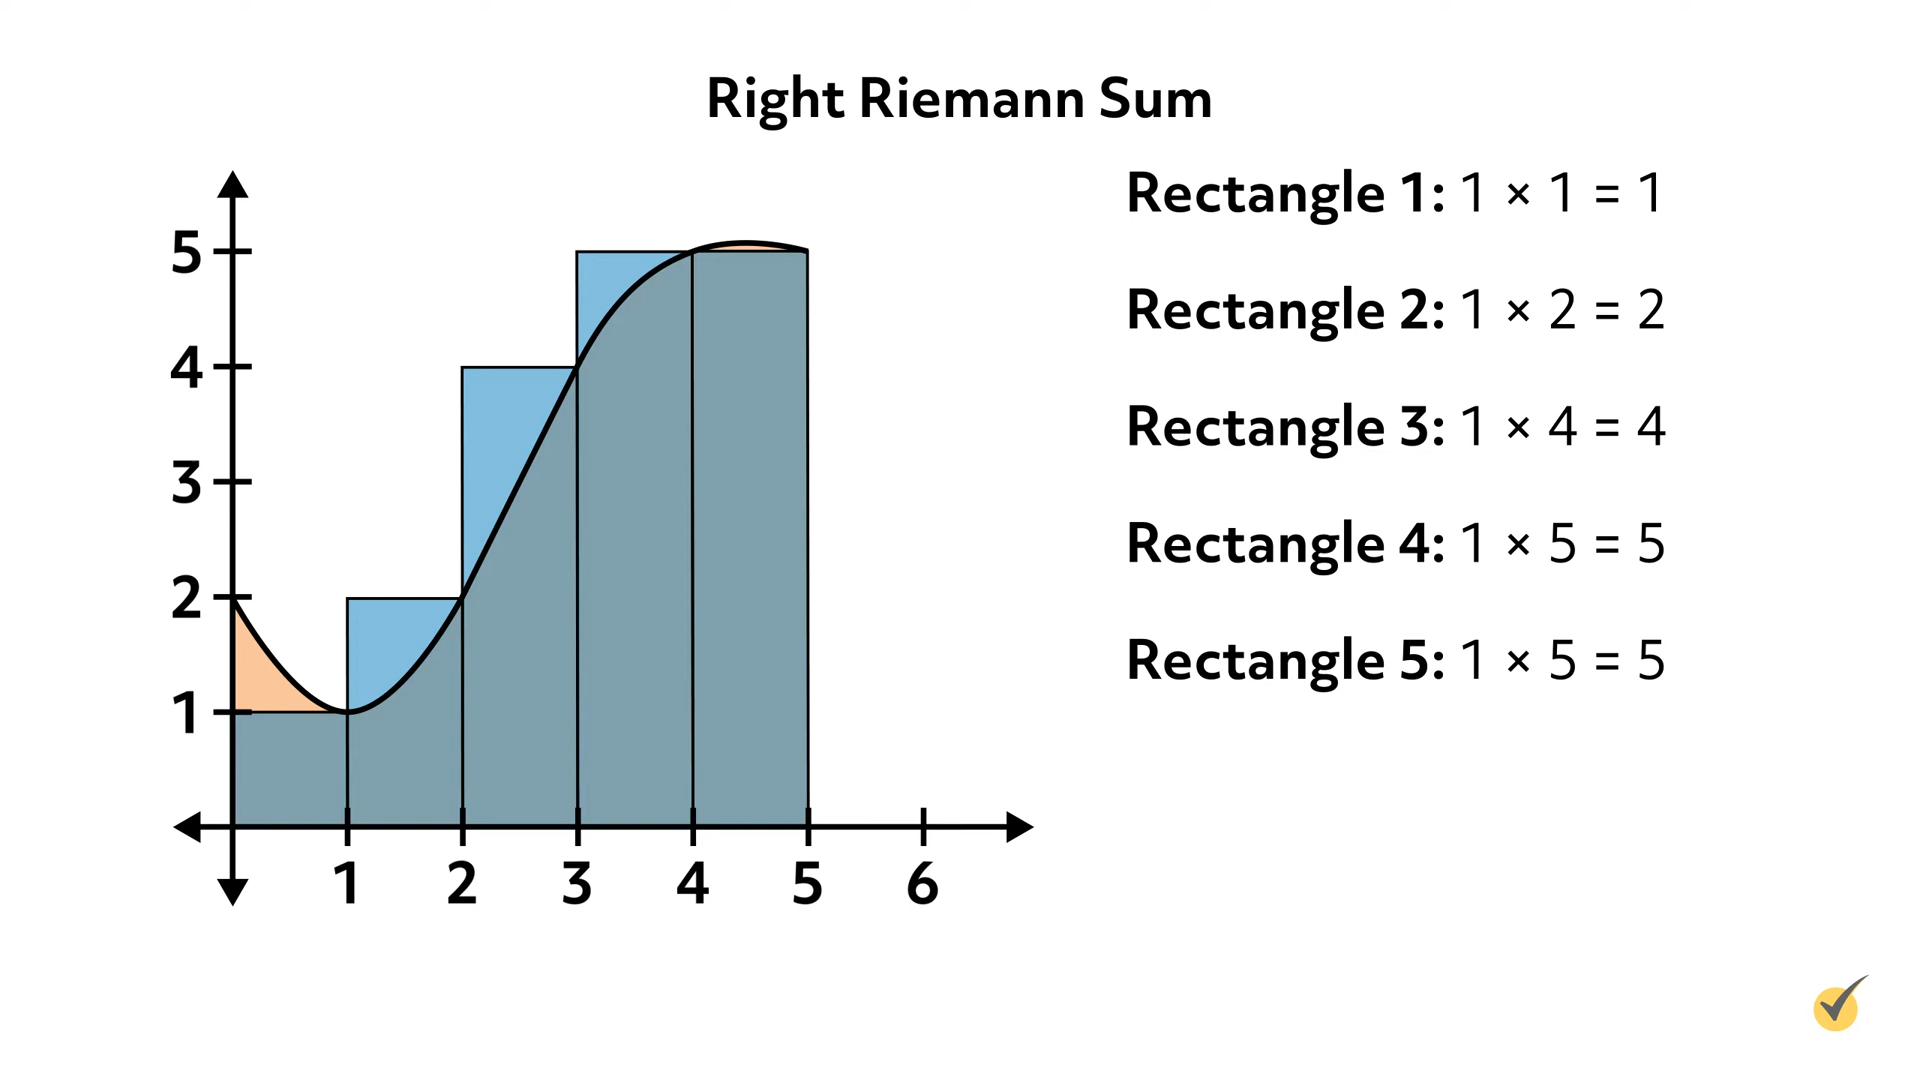 Right Riemann Sum
Rectangle 1: 1 × 1 = 1
Rectangle 2: 1 × 2 = 2
Rectangle 3: 1 × 4 = 4
Rectangle 4: 1 × 5 = 5
Rectangle 5: 1 × 5 = 5
5
4
3
2
1
1 2 3 4 5 6